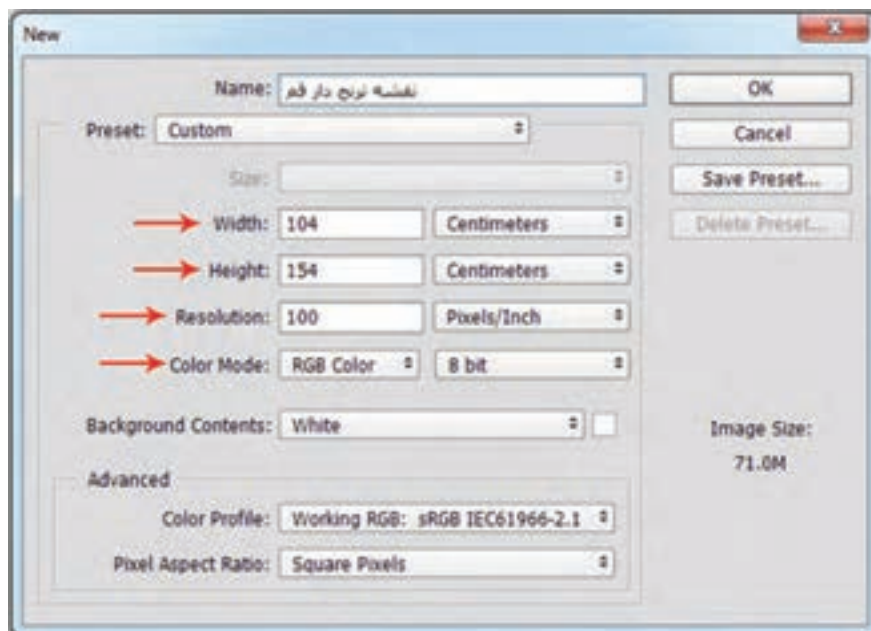 New
Name: نقشه ترنج دار قم
OK
Preset: Custom
Cancel
Size:
Save Preset...
Width: 104 Centimeters
Delete Preset...
Height: 154 Centimeters
Resolution: 100 Pixels/Inch
Color Mode: RGB Color 8 bit
Background Contents: White
Image Size:
71.0M
Advanced
Color Profile: Working RGB: sRGB IEC61966-2.1
Pixel Aspect Ratio: Square Pixels